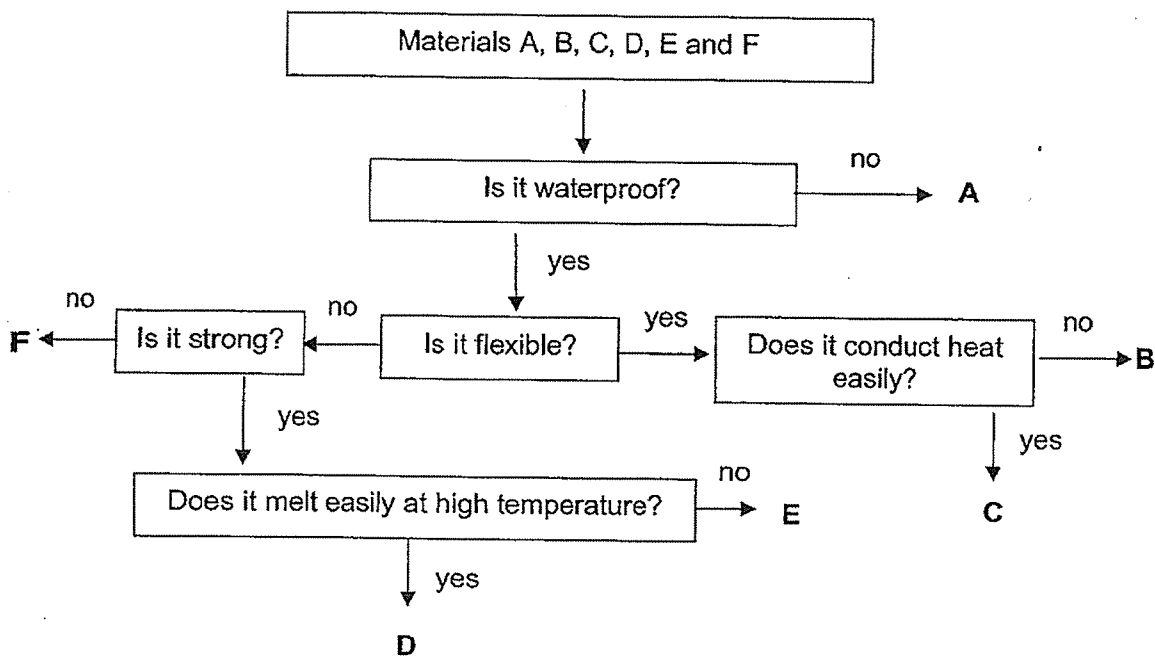 Materials A, B, C, D, E and F
no
Is it waterproof?
A
yes
no
no
yes
no
F
Is it strong?
Is it flexible?
Does it conduct heat
easily?
B
yes
yes
no
Does it melt easily at high temperature?
E
C
yes
D